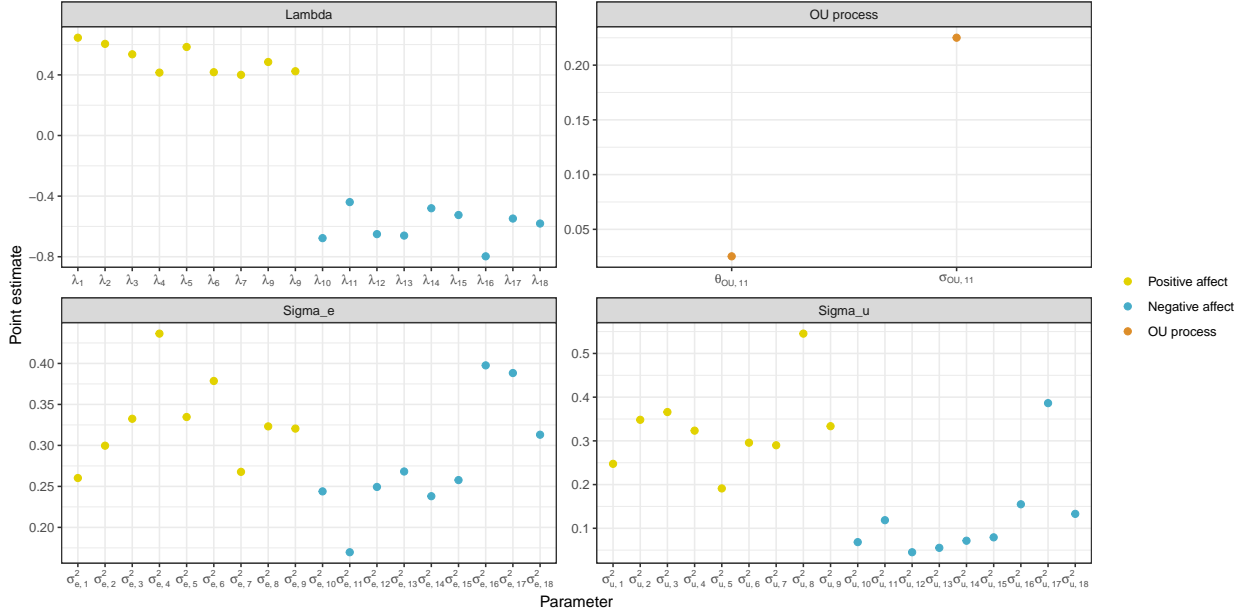 Lambda
OU process
0.4
0.0
−0.4
−0.8
λ1 λ2 λ3 λ4 λ5 λ6 λ7 λ9 λ9 λ10 λ11 λ12 λ13 λ14 λ15 λ16 λ17 λ18
0.20
0.15
0.10
0.05
θOU, 11 σOU, 11
Point estimate
Sigma_e
Sigma_u
0.40
0.35
0.30
0.25
0.20
σ²e, 1 σ²e, 2 σ²e, 3 σ²e, 4 σ²e, 5 σ²e, 6 σ²e, 7 σ²e, 8 σ²e, 9 σ²e, 10 σ²e, 11 σ²e, 12 σ²e, 13 σ²e, 14 σ²e, 15 σ²e, 16 σ²e, 17 σ²e, 18
0.5
0.4
0.3
0.2
0.1
σ²u, 1 σ²u, 2 σ²u, 3 σ²u, 4 σ²u, 5 σ²u, 6 σ²u, 7 σ²u, 8 σ²u, 9 σ²u, 10 σ²u, 11 σ²u, 12 σ²u, 13 σ²u, 14 σ²u, 15 σ²u, 16 σ²u, 17 σ²u, 18
Parameter
Positive affect
Negative affect
OU process